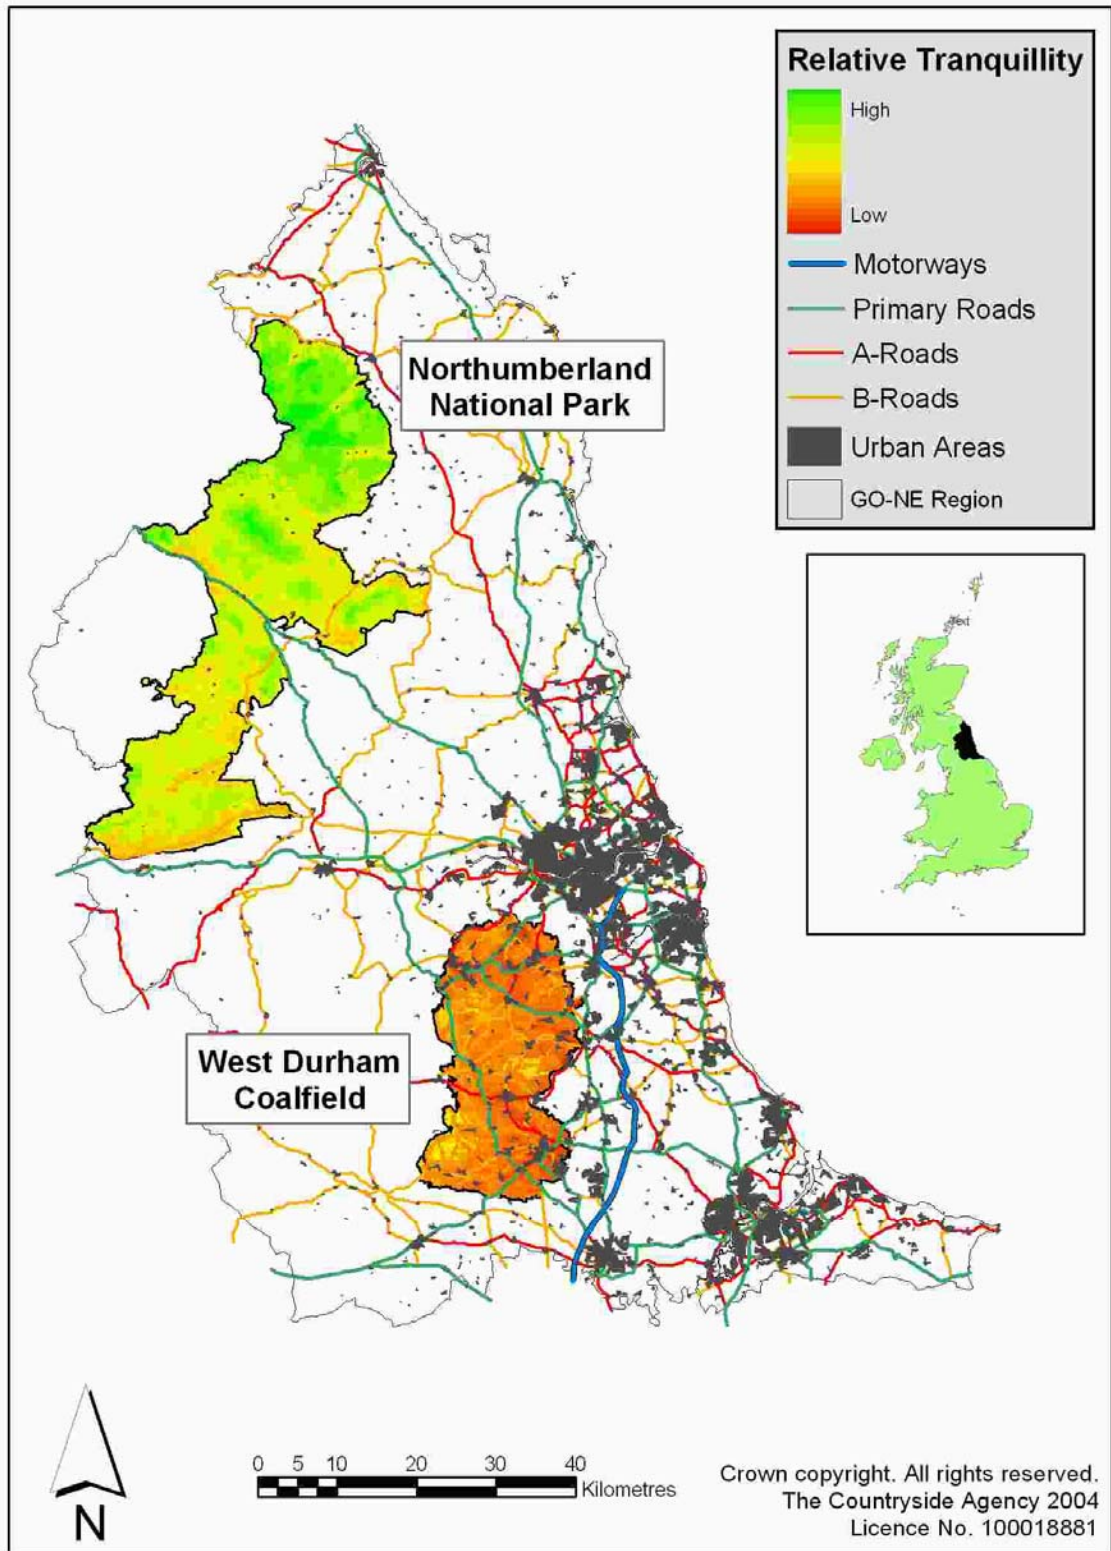 Relative Tranquillity
High
Low
Motorways
Primary Roads
A-Roads
B-Roads
Urban Areas
GO-NE Region
Northumberland
National Park
Text
West Durham
Coalfield
N
0 5 10 20 30 40
Kilometres
Crown copyright. All rights reserved.
The Countryside Agency 2004
Licence No. 100018881